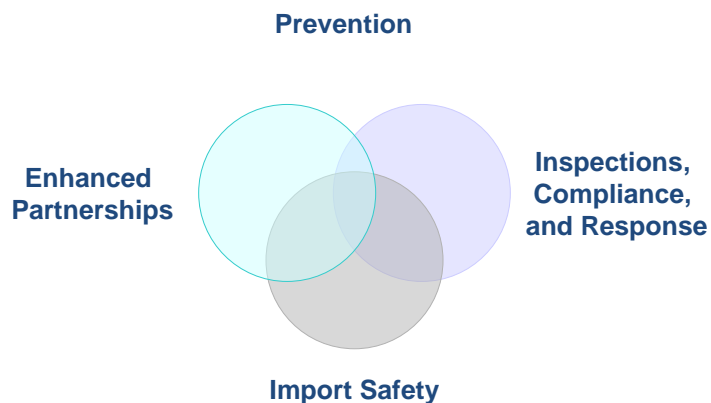 Prevention
Enhanced
Partnerships
Inspections,
Compliance,
and Response
Import Safety